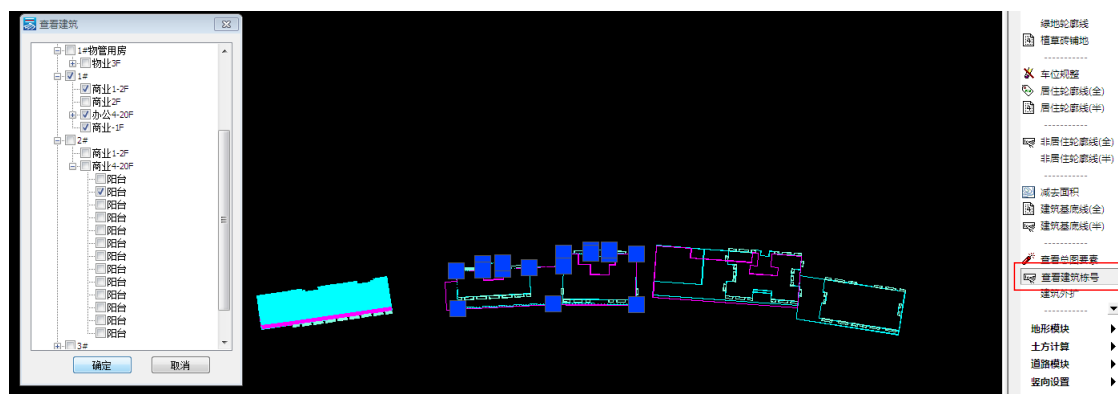 查看建筑
1#物管用房
物业3F
1#
商业1-2F
商业2F
办公4-20F
商业-1F
2#
商业1-2F
商业4-20F
阳台
阳台
阳台
阳台
阳台
阳台
阳台
阳台
阳台
阳台
阳台
阳台
阳台
3#
确定
取消
绿地轮廓线
植草砖铺地
-----------
车位规整
居住轮廓线(全)
居住轮廓线(半)
-----------
非居住轮廓线(全)
非居住轮廓线(半)
-----------
减去面积
建筑基底线(全)
建筑基底线(半)
-----------
查看总图要素
查看建筑栋号
建筑外扩
-----------
地形模块
土方计算
道路模块
竖向设置